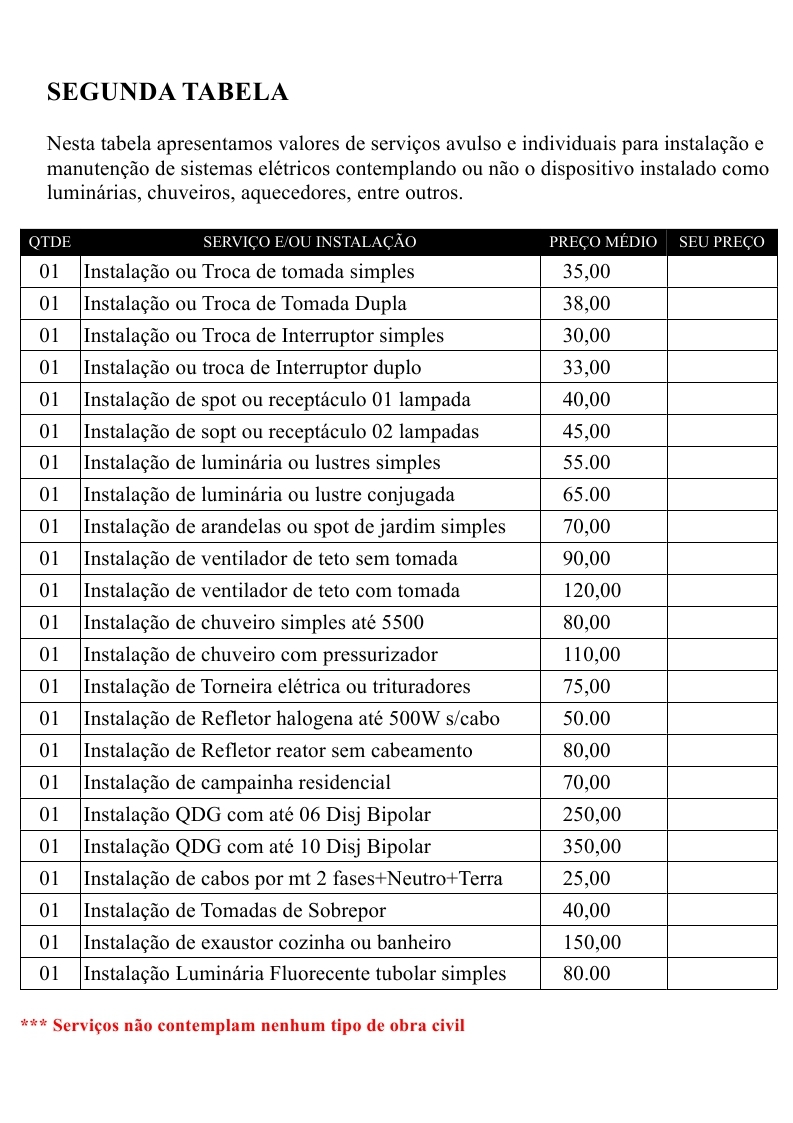 SEGUNDA TABELA
Nesta tabela apresentamos valores de serviços avulso e individuais para instalação e
manutenção de sistemas elétricos contemplando ou não o dispositivo instalado como
luminárias, chuveiros, aquecedores, entre outros.
QTDE SERVIÇO E/OU INSTALAÇÃO PREÇO MÉDIO SEU PREÇO
01 Instalação ou Troca de tomada simples 35,00
01 Instalação ou Troca de Tomada Dupla 38,00
01 Instalação ou Troca de Interruptor simples 30,00
01 Instalação ou troca de Interruptor duplo 33,00
01 Instalação de spot ou receptáculo 01 lampada 40,00
01 Instalação de sopt ou receptáculo 02 lampadas 45,00
01 Instalação de luminária ou lustres simples 55.00
01 Instalação de luminária ou lustre conjugada 65.00
01 Instalação de arandelas ou spot de jardim simples 70,00
01 Instalação de ventilador de teto sem tomada 90,00
01 Instalação de ventilador de teto com tomada 120,00
01 Instalação de chuveiro simples até 5500 80,00
01 Instalação de chuveiro com pressurizador 110,00
01 Instalação de Torneira elétrica ou trituradores 75,00
01 Instalação de Refletor halogena até 500W s/cabo 50.00
01 Instalação de Refletor reator sem cabeamento 80,00
01 Instalação de campainha residencial 70,00
01 Instalação QDG com até 06 Disj Bipolar 250,00
01 Instalação QDG com até 10 Disj Bipolar 350,00
01 Instalação de cabos por mt 2 fases+Neutro+Terra 25,00
01 Instalação de Tomadas de Sobrepor 40,00
01 Instalação de exaustor cozinha ou banheiro 150,00
01 Instalação Luminária Fluorecente tubolar simples 80.00
*** Serviços não contemplam nenhum tipo de obra civil